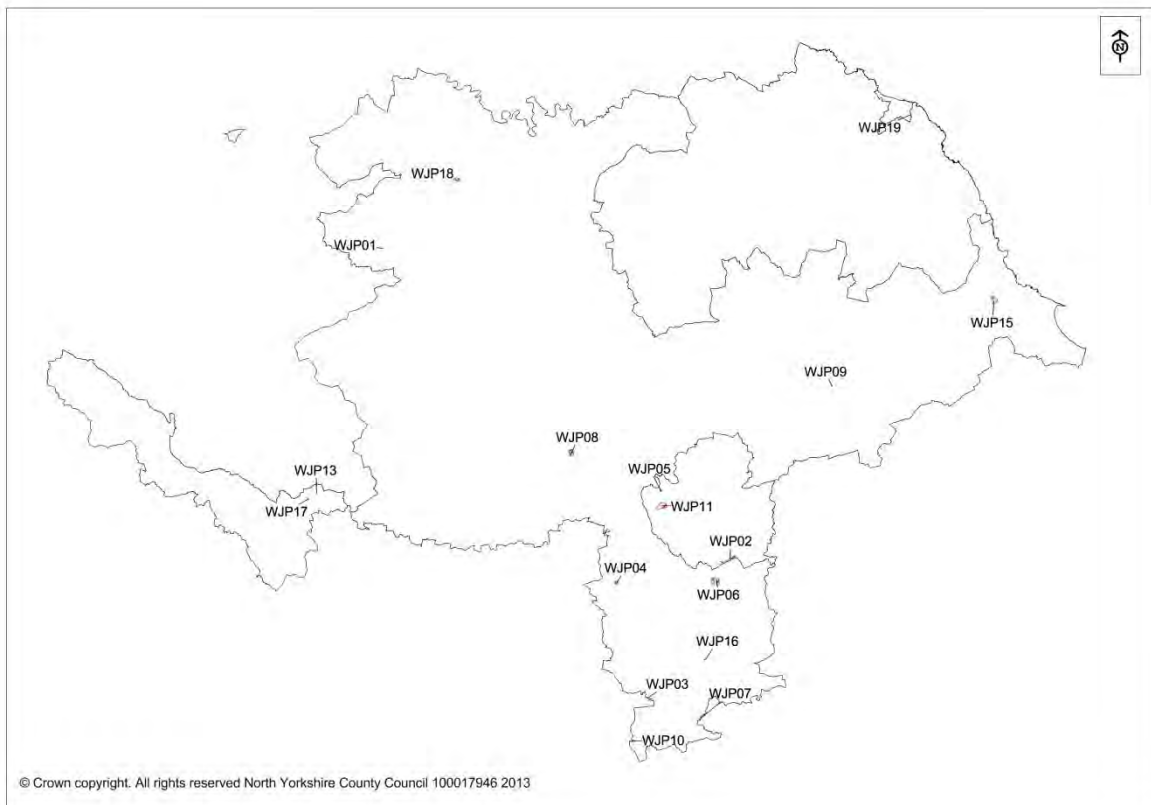 N
WJP19
WJP18
WJP01
WJP15
WJP09
WJP08
WJP05
WJP13
WJP11
WJP17
WJP02
WJP04
WJP06
WJP16
WJP03
WJP07
WJP10
© Crown copyright. All rights reserved North Yorkshire County Council 100017946 2013